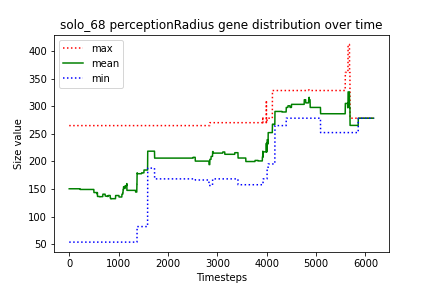 solo_68 perceptionRadius gene distribution over time
max
mean
min
Size value
400
350
300
250
200
150
100
50
0
1000
2000
3000
4000
5000
6000
Timesteps